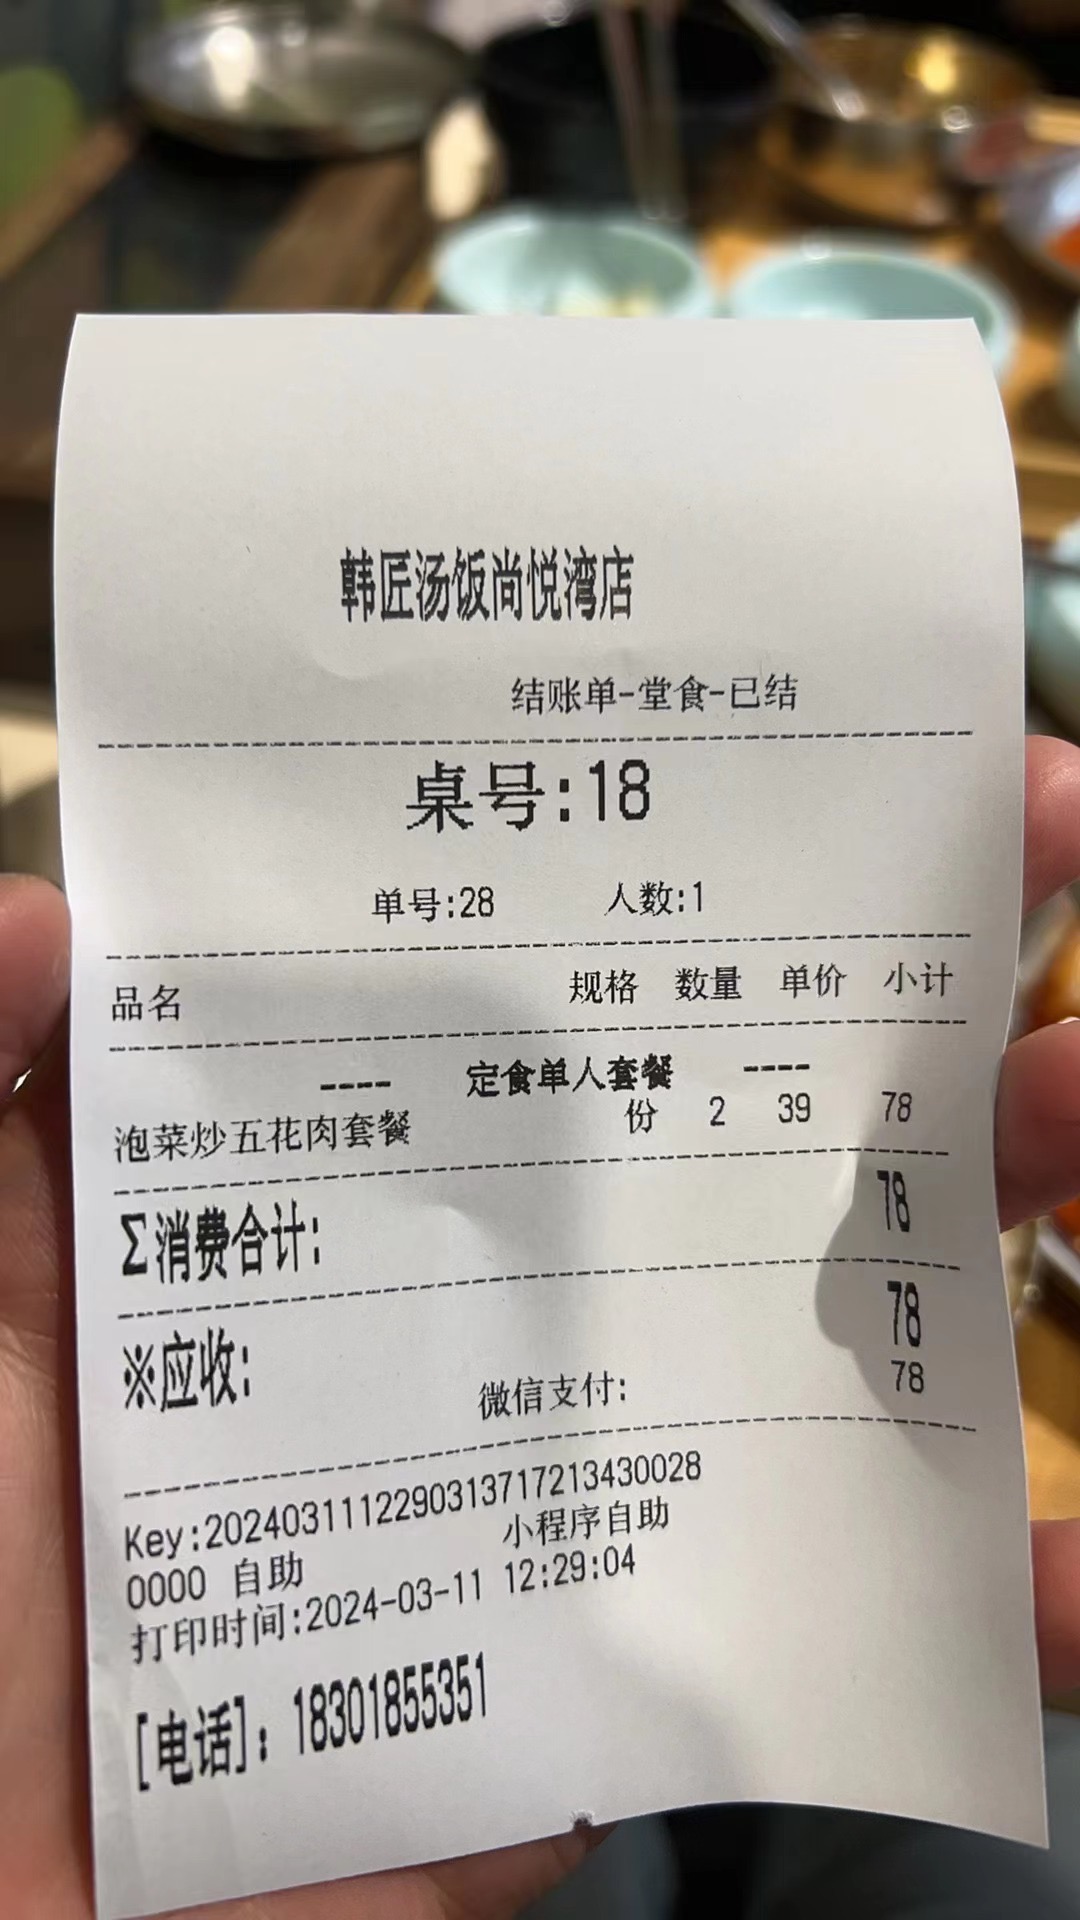 韩匠汤饭尚悦湾店
结账单-堂食-已结
桌号:18
单号:28 人数:1
品名 规格 数量 单价 小计
---- 定食单人套餐 ----
泡菜炒五花肉套餐 份 2 39 78
Σ消费合计: 78
※应收: 78
微信支付: 78
Key:2024031112290313717213430028
0000 自助 小程序自助
打印时间:2024-03-11 12:29:04
[电话]: 18301855351